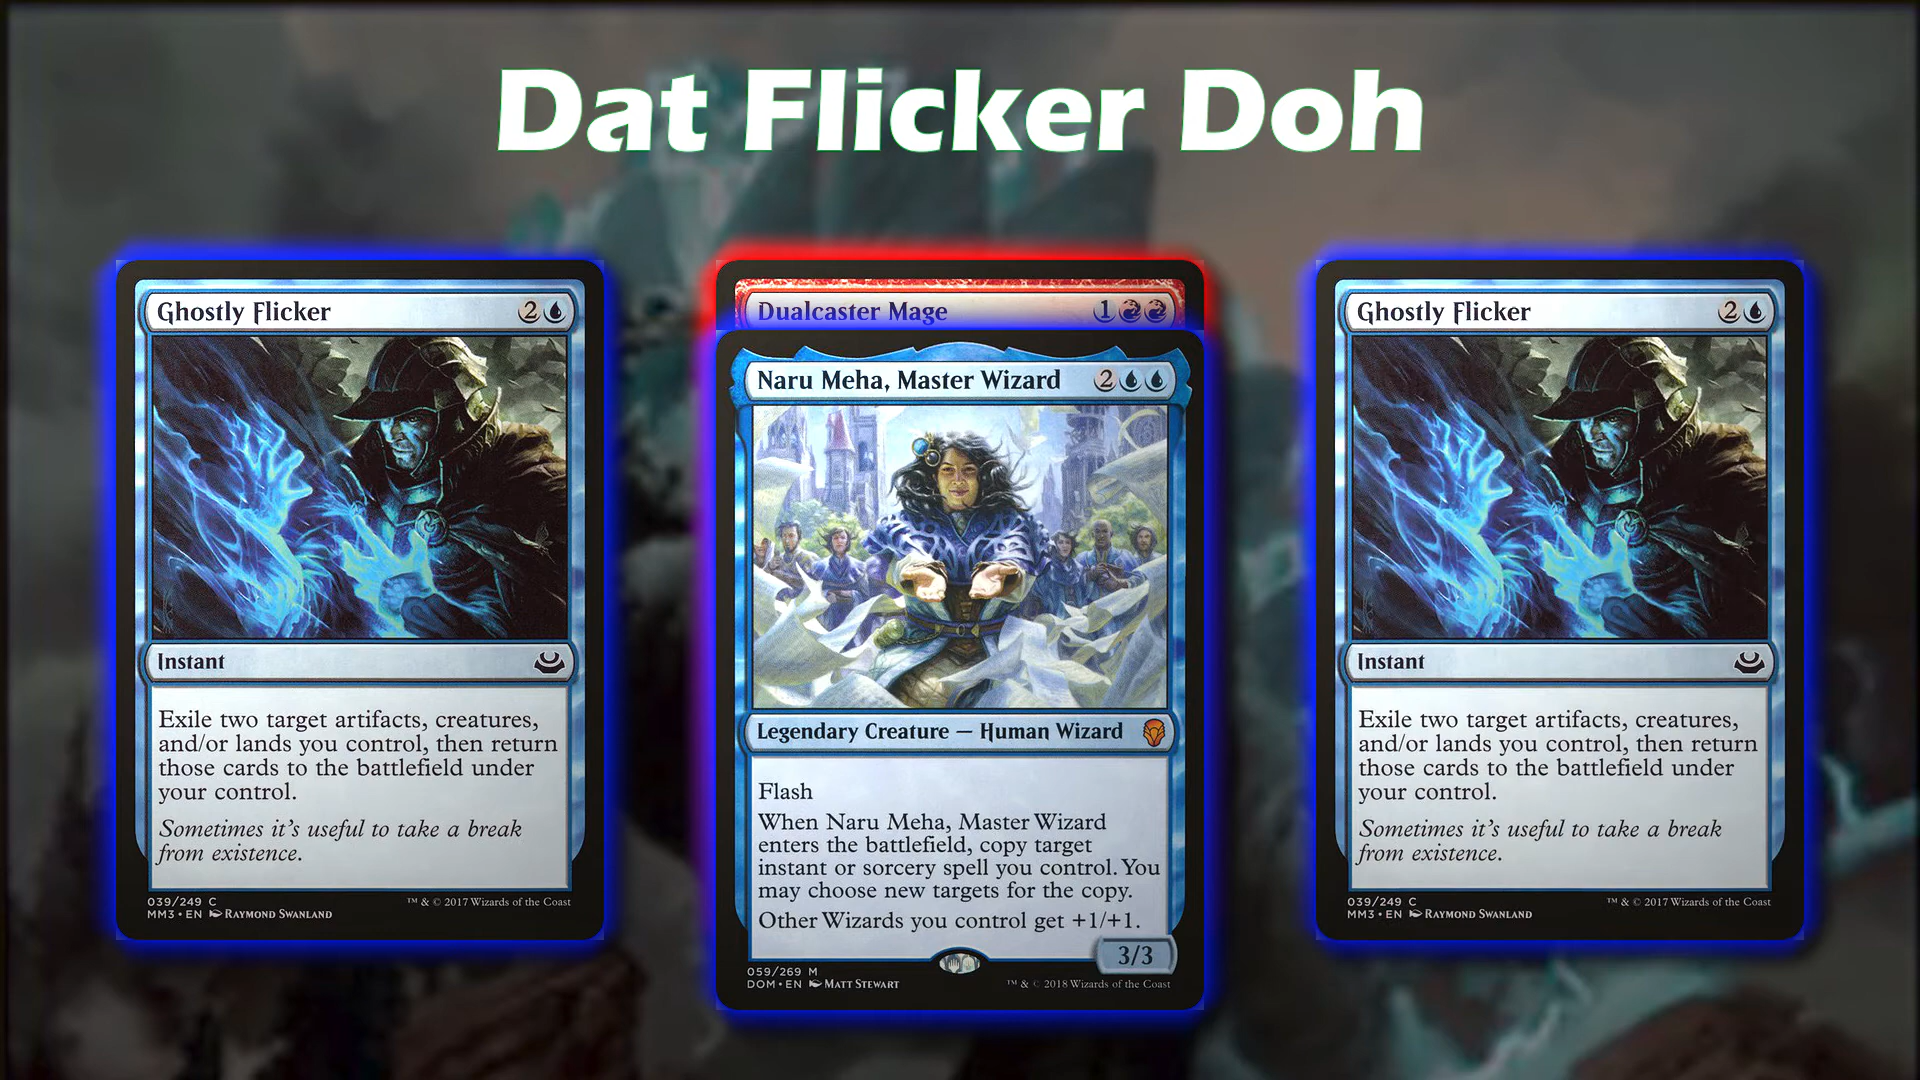 Dat Flicker Doh
Ghostly Flicker 2
Instant
Exile two target artifacts, creatures,
and/or lands you control, then return
those cards to the battlefield under
your control.
Sometimes it's useful to take a break
from existence.
039/249 C
MM3 • EN Raymond Swanland
™ & © 2017 Wizards of the Coast
Dualcaster Mage 1
Naru Meha, Master Wizard 2
Legendary Creature — Human Wizard
Flash
When Naru Meha, Master Wizard
enters the battlefield, copy target
instant or sorcery spell you control. You
may choose new targets for the copy.
Other Wizards you control get +1/+1.
3/3
059/269 M
DOM • EN Matt Stewart
™ & © 2018 Wizards of the Coast
Ghostly Flicker 2
Instant
Exile two target artifacts, creatures,
and/or lands you control, then return
those cards to the battlefield under
your control.
Sometimes it's useful to take a break
from existence.
039/249 C
MM3 • EN Raymond Swanland
™ & © 2017 Wizards of the Coast